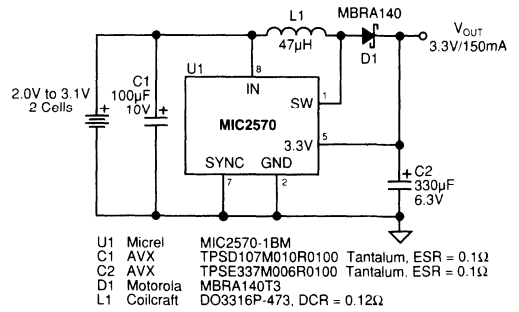 MBRA140
L1
47µH
D1
VOUT
3.3V/150mA
U1
8
IN
SW
1
MIC2570
3.3V
5
SYNC
GND
7
2
2.0V to 3.1V
2 Cells
+
C1
100µF
10V
+
+
C2
330µF
6.3V
U1 Micrel MIC2570-1BM
C1 AVX TPSD107M010R0100 Tantalum, ESR = 0.1Ω
C2 AVX TPSE337M006R0100 Tantalum. ESR = 0.1Ω
D1 Motorola MBRA140T3
L1 Coilcraft DO3316P-473, DCR = 0.12Ω